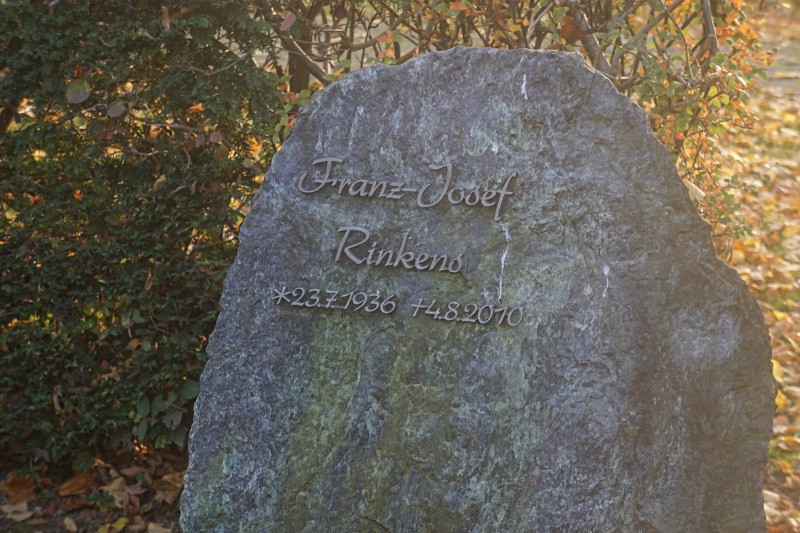 Franz-Josef
Rinkens
*23.7.1936 +4.8.2010